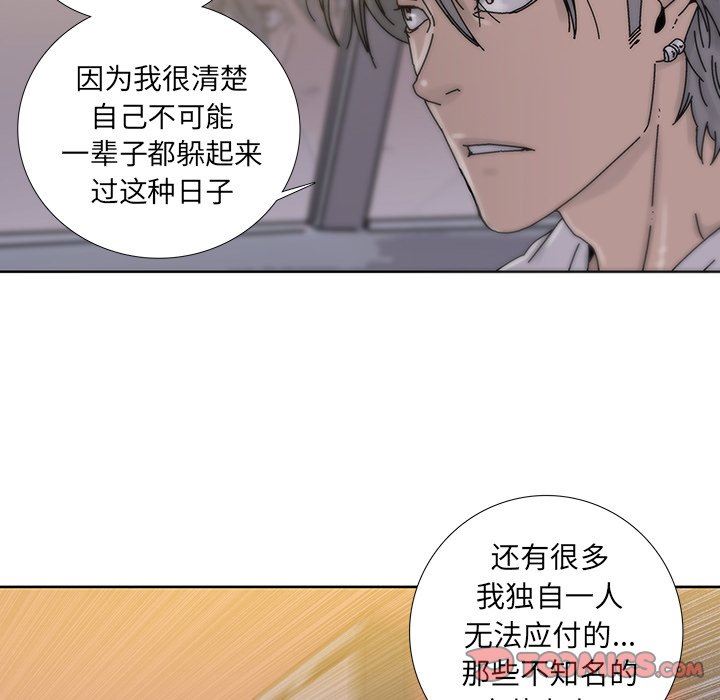 因为我很清楚
自己不可能
一辈子都躲起来
过这种日子
还有很多
我独自一人
无法应付的...
那些不知名的
TOOMICS.COM